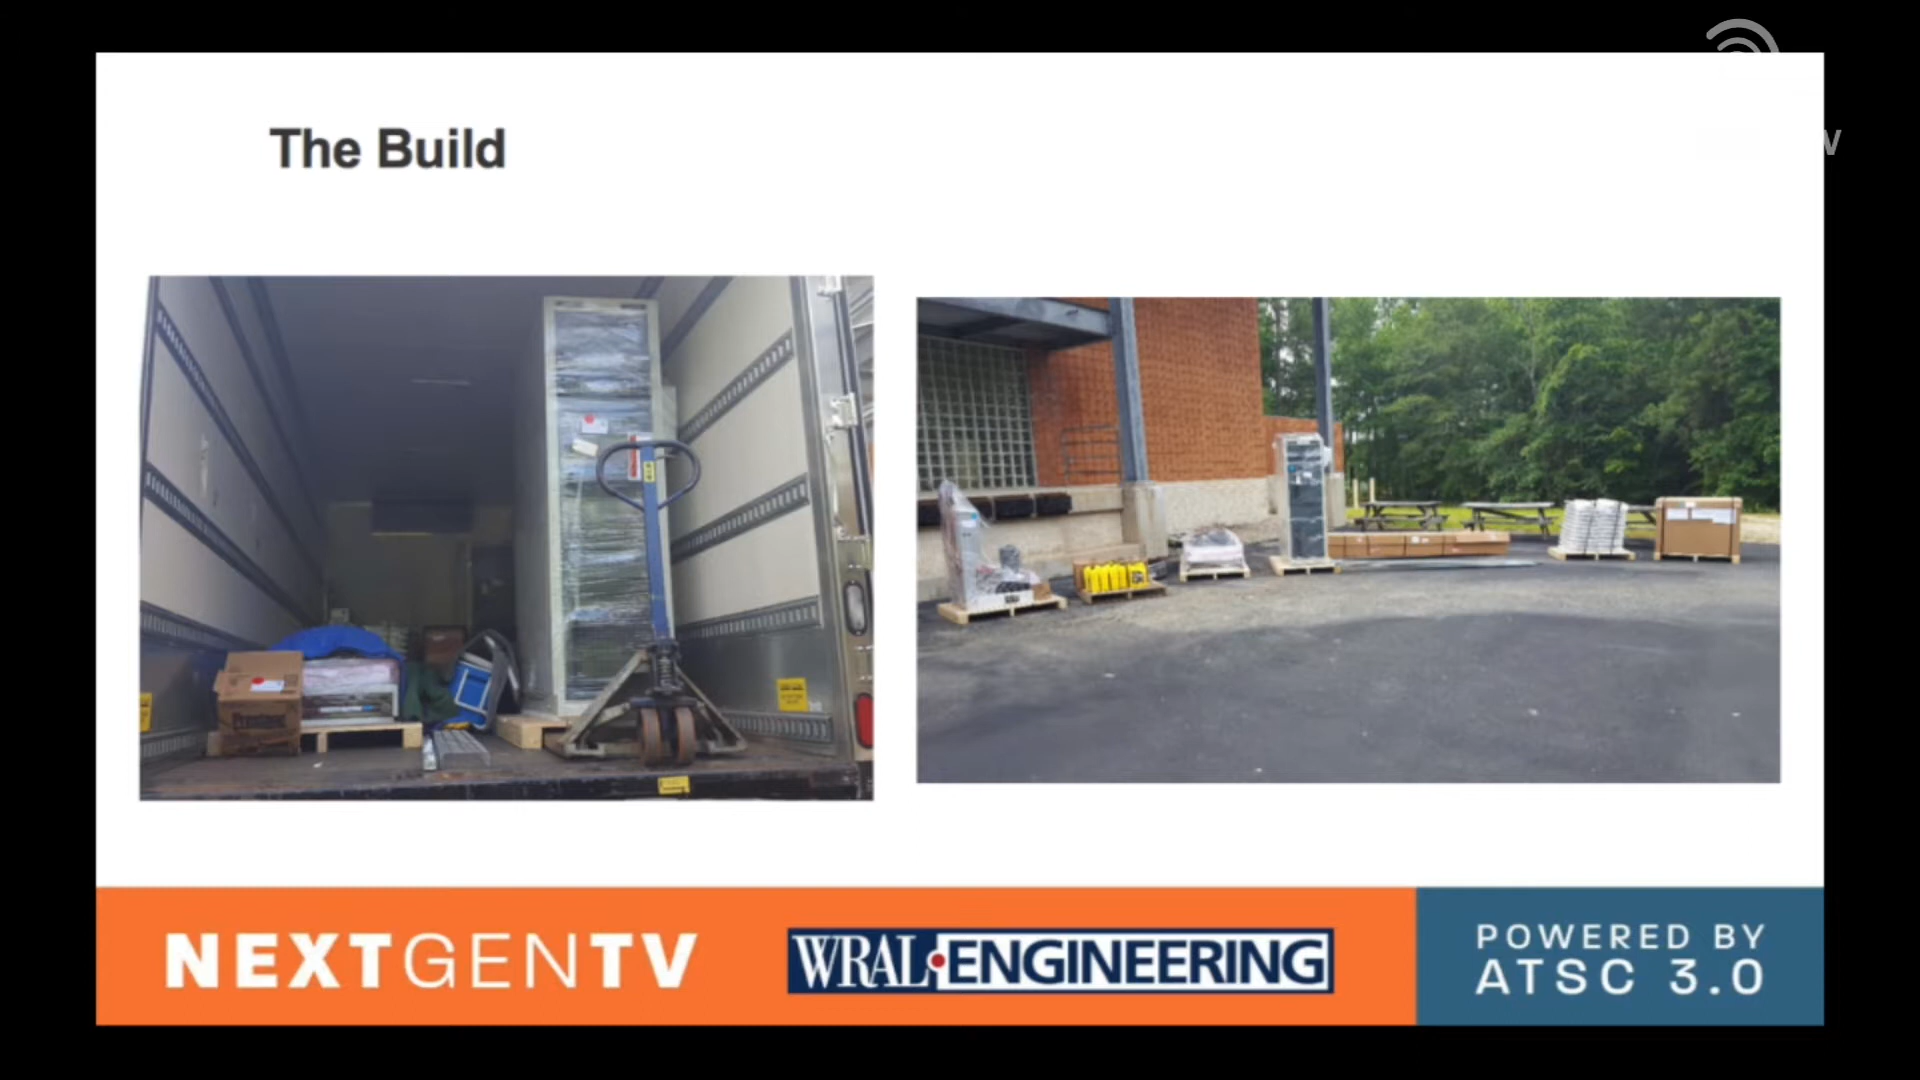 The Build
NEXTGENTV
WRAL ENGINEERING
POWERED BY
ATSC 3.0